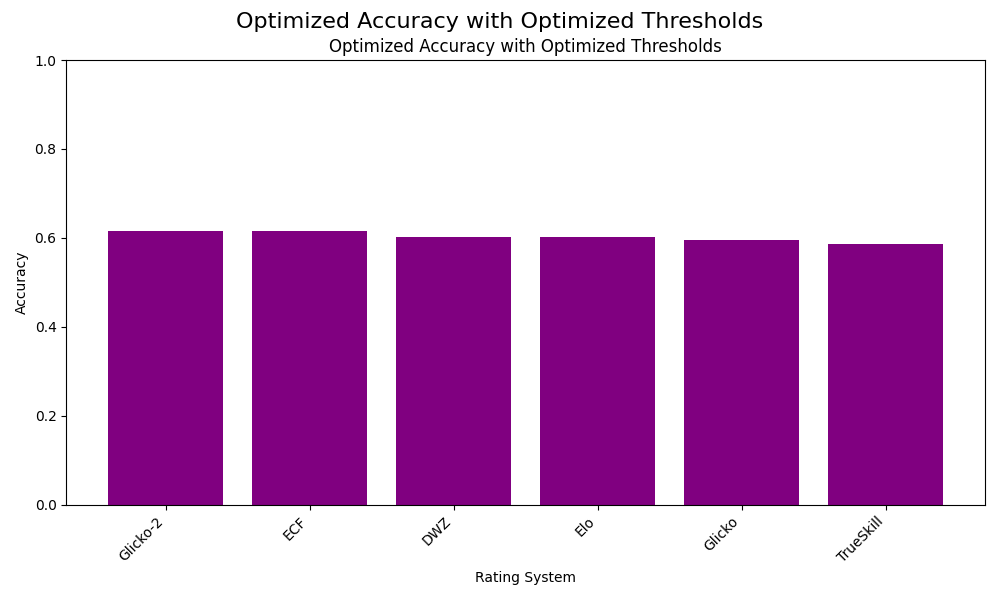 Optimized Accuracy with Optimized Thresholds
Optimized Accuracy with Optimized Thresholds
1.0
0.8
0.6
0.4
0.2
0.0
Accuracy
Glicko-2
ECF
DWZ
Elo
Glicko
TrueSkill
Rating System